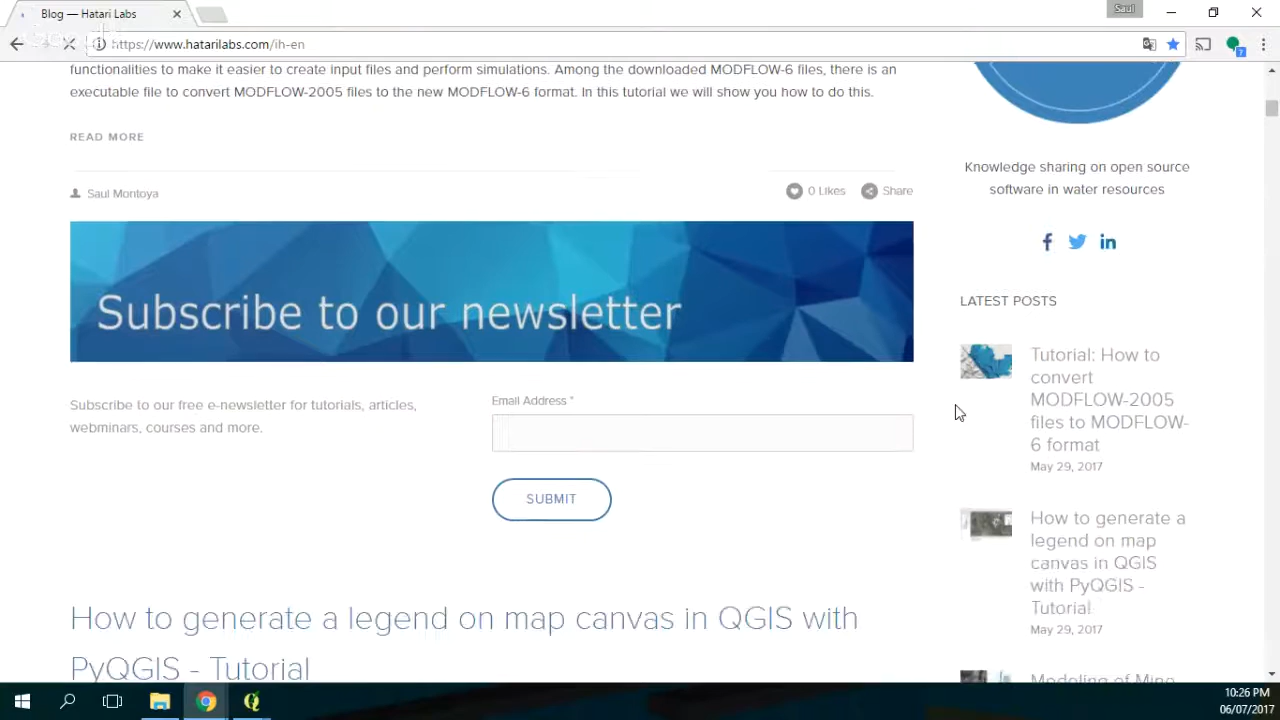 Blog — Hatari Labs
Saul
https://www.hatarilabs.com/ih-en
7
functionalities to make it easier to create input files and perform simulations. Among the downloaded MODFLOW-6 files, there is an
executable file to convert MODFLOW-2005 files to the new MODFLOW-6 format. In this tutorial we will show you how to do this.
READ MORE
Saul Montoya
0 Likes
Share
Subscribe to our newsletter
Subscribe to our free e-newsletter for tutorials, articles,
webminars, courses and more.
Email Address *
SUBMIT
How to generate a legend on map canvas in QGIS with
PyQGIS - Tutorial
Knowledge sharing on open source
software in water resources
LATEST POSTS
Tutorial: How to
convert
MODFLOW-2005
files to MODFLOW-
6 format
May 29, 2017
How to generate a
legend on map
canvas in QGIS
with PyQGIS -
Tutorial
May 29, 2017
Modeling of Mine
10:26 PM
06/07/2017